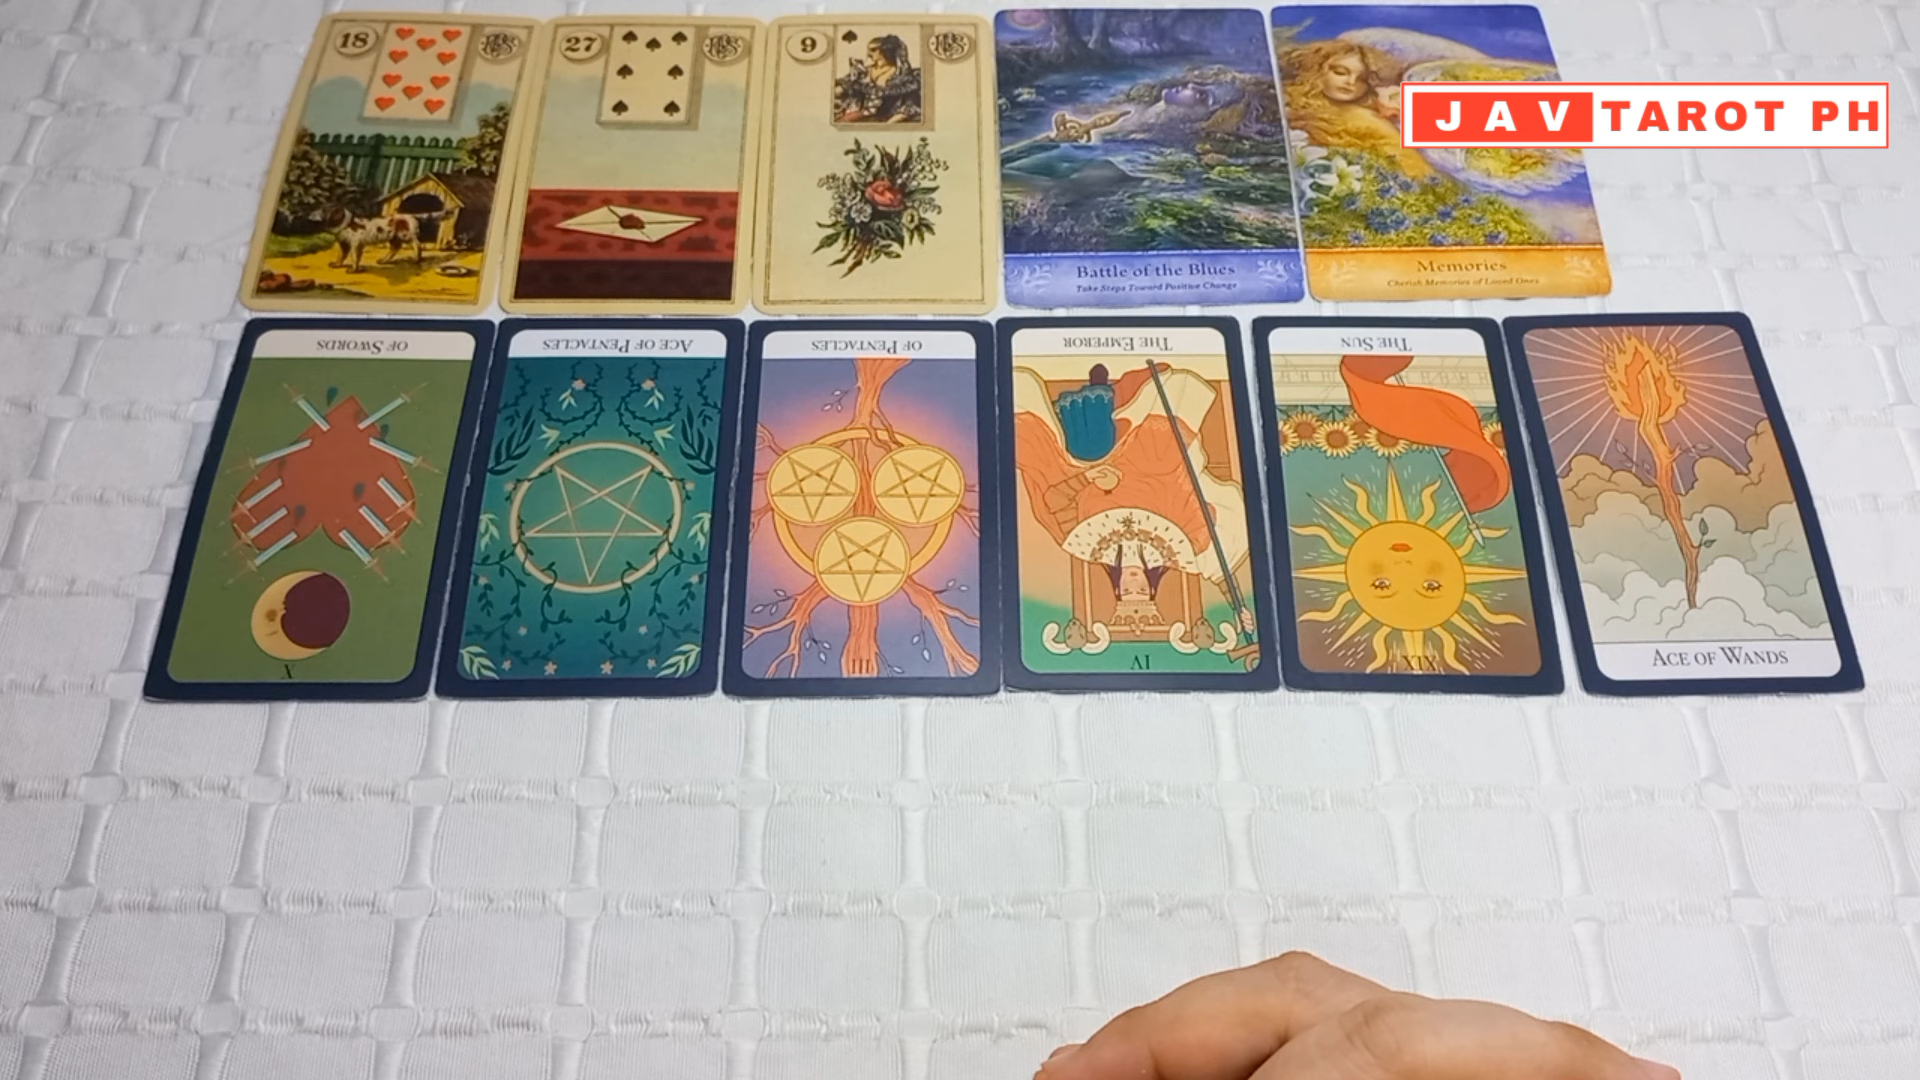 18
27
9
JAV TAROT PH
Battle of the Blues
Take Steps Toward Positive Change
Memories
Cherish Memories of Loved Ones
OF SWORDS
ACE OF PENTACLES
OF PENTACLES
THE EMPEROR
THE SUN
X
III
IV
XIX
ACE OF WANDS